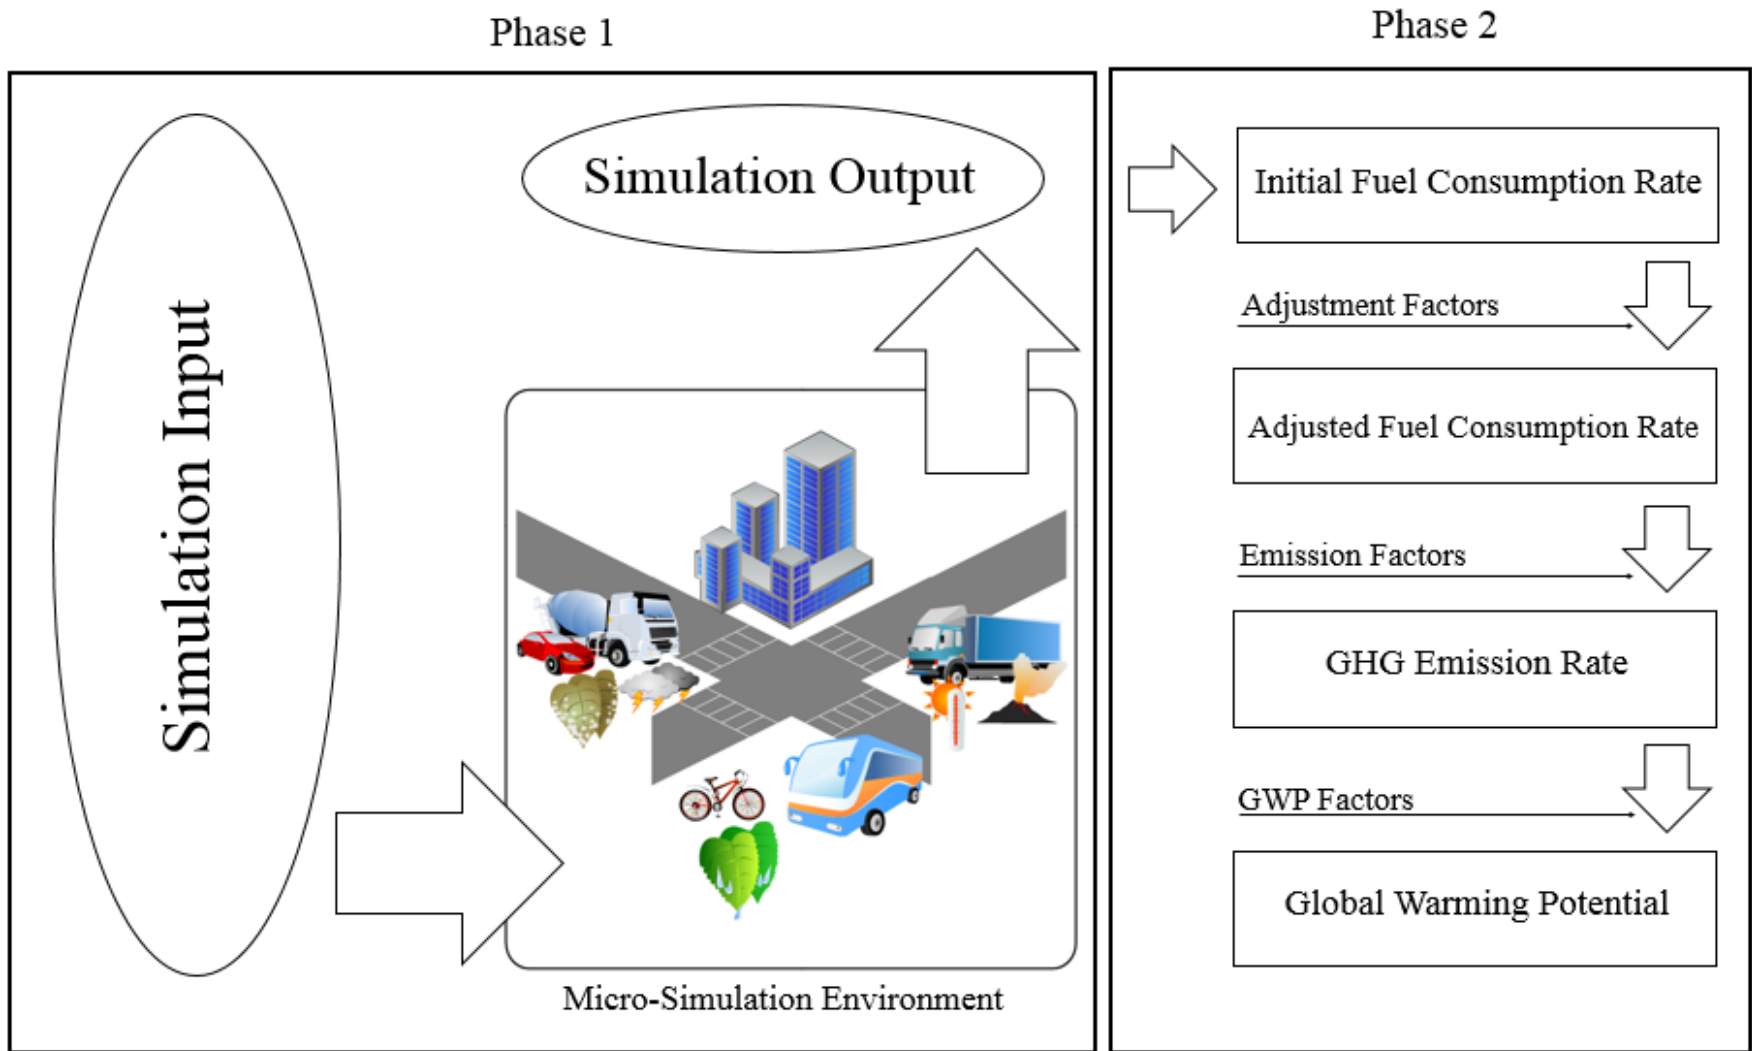 Phase 1
Simulation Input
Simulation Output
Micro-Simulation Environment
Phase 2
Initial Fuel Consumption Rate
Adjustment Factors
Adjusted Fuel Consumption Rate
Emission Factors
GHG Emission Rate
GWP Factors
Global Warming Potential